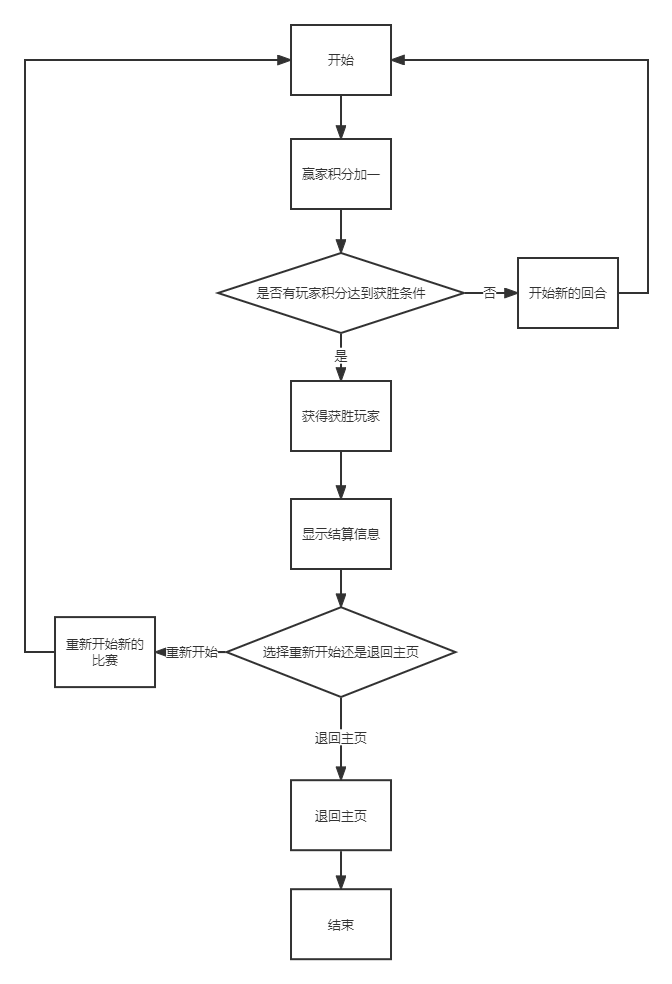 开始
赢家积分加一
是否有玩家积分达到获胜条件
否
开始新的回合
是
获得获胜玩家
显示结算信息
重新开始新的
比赛
重新开始
选择重新开始还是退回主页
退回主页
退回主页
结束